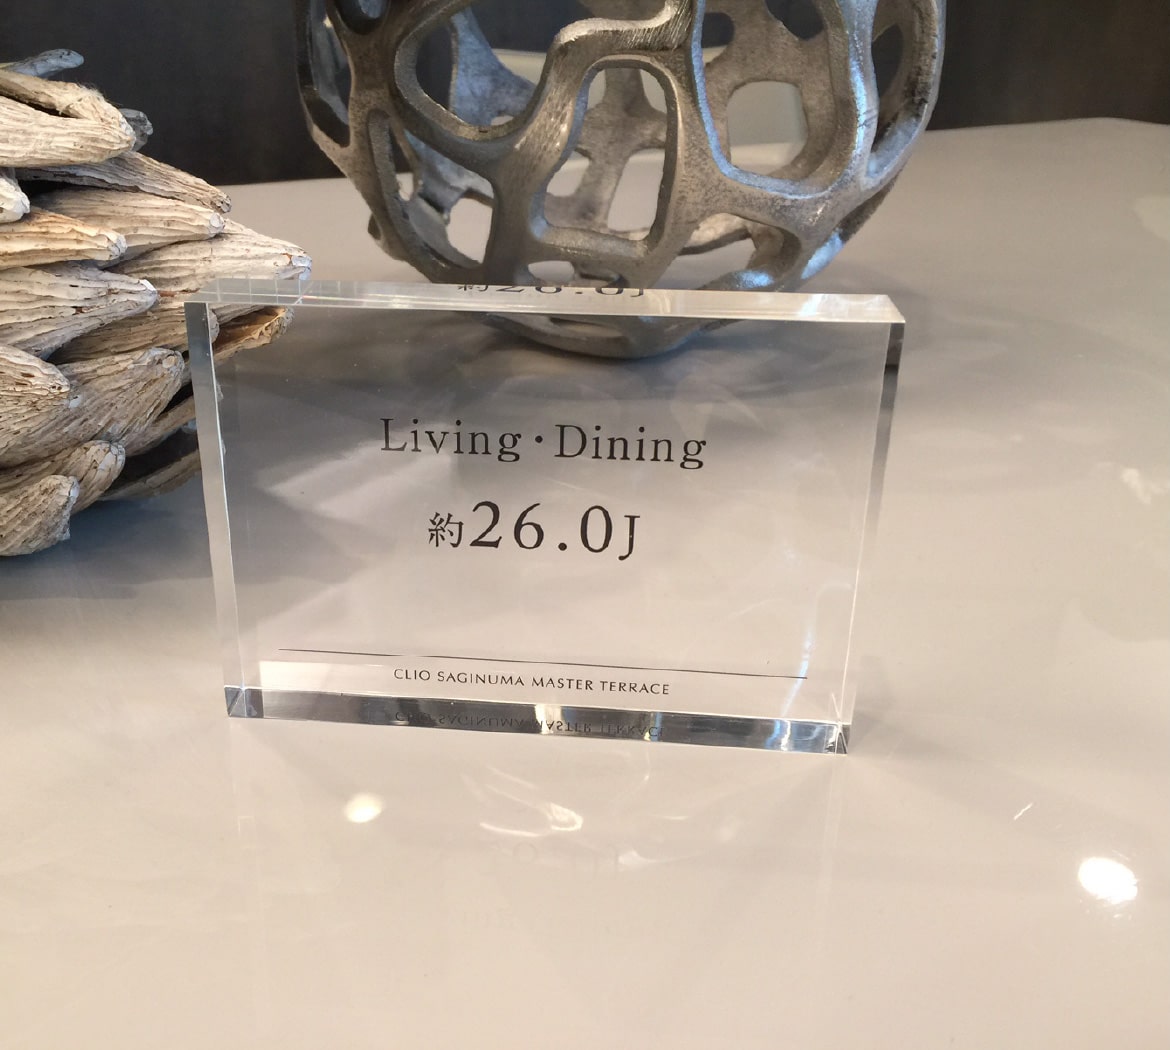 Living・Dining
約26.0J
CLIO SAGINUMA MASTER TERRACE